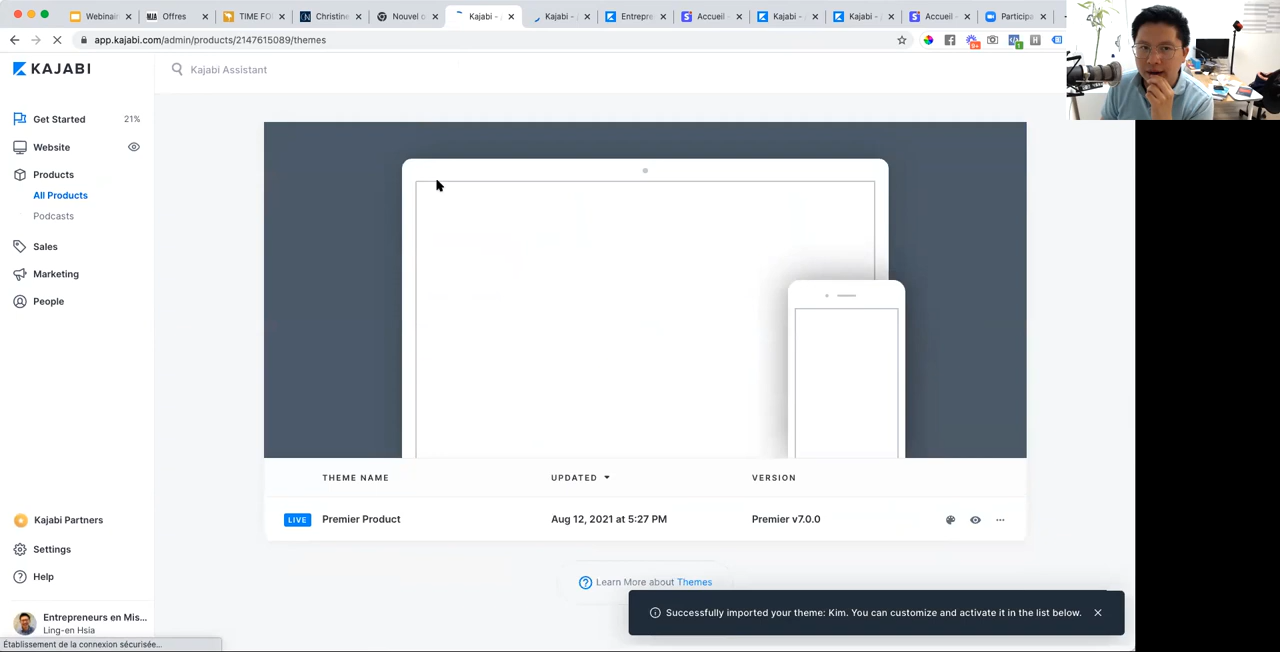 Webinair
Offres
TIME FO
Christine
Nouvel o
Kajabi -
Kajabi -
Entrepre
Accueil -
Kajabi -
Kajabi -
Accueil -
Participa
app.kajabi.com/admin/products/2147615089/themes
KAJABI
Kajabi Assistant
Get Started 21%
Website
Products
All Products
Podcasts
Sales
Marketing
People
THEME NAME UPDATED VERSION
LIVE Premier Product Aug 12, 2021 at 5:27 PM Premier v7.0.0
Learn More about Themes
Successfully imported your theme: Kim. You can customize and activate it in the list below.
Kajabi Partners
Settings
Help
Entrepreneurs en Mis...
Ling-en Hsia
Établissement de la connexion sécurisée...